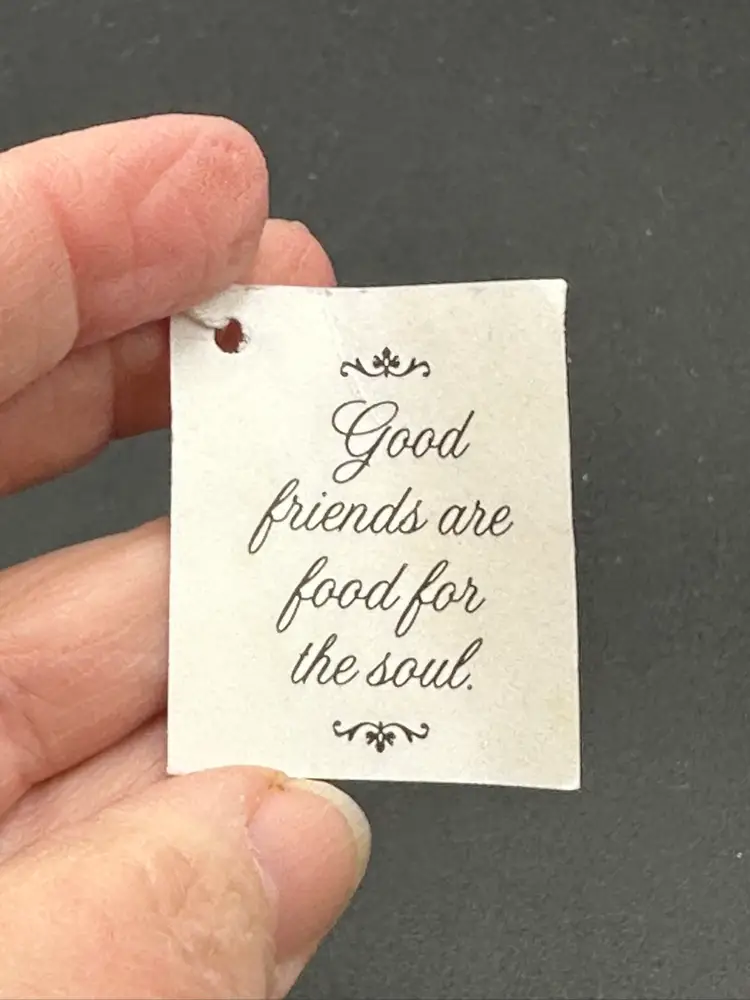 Good
friends are
food for
the soul.